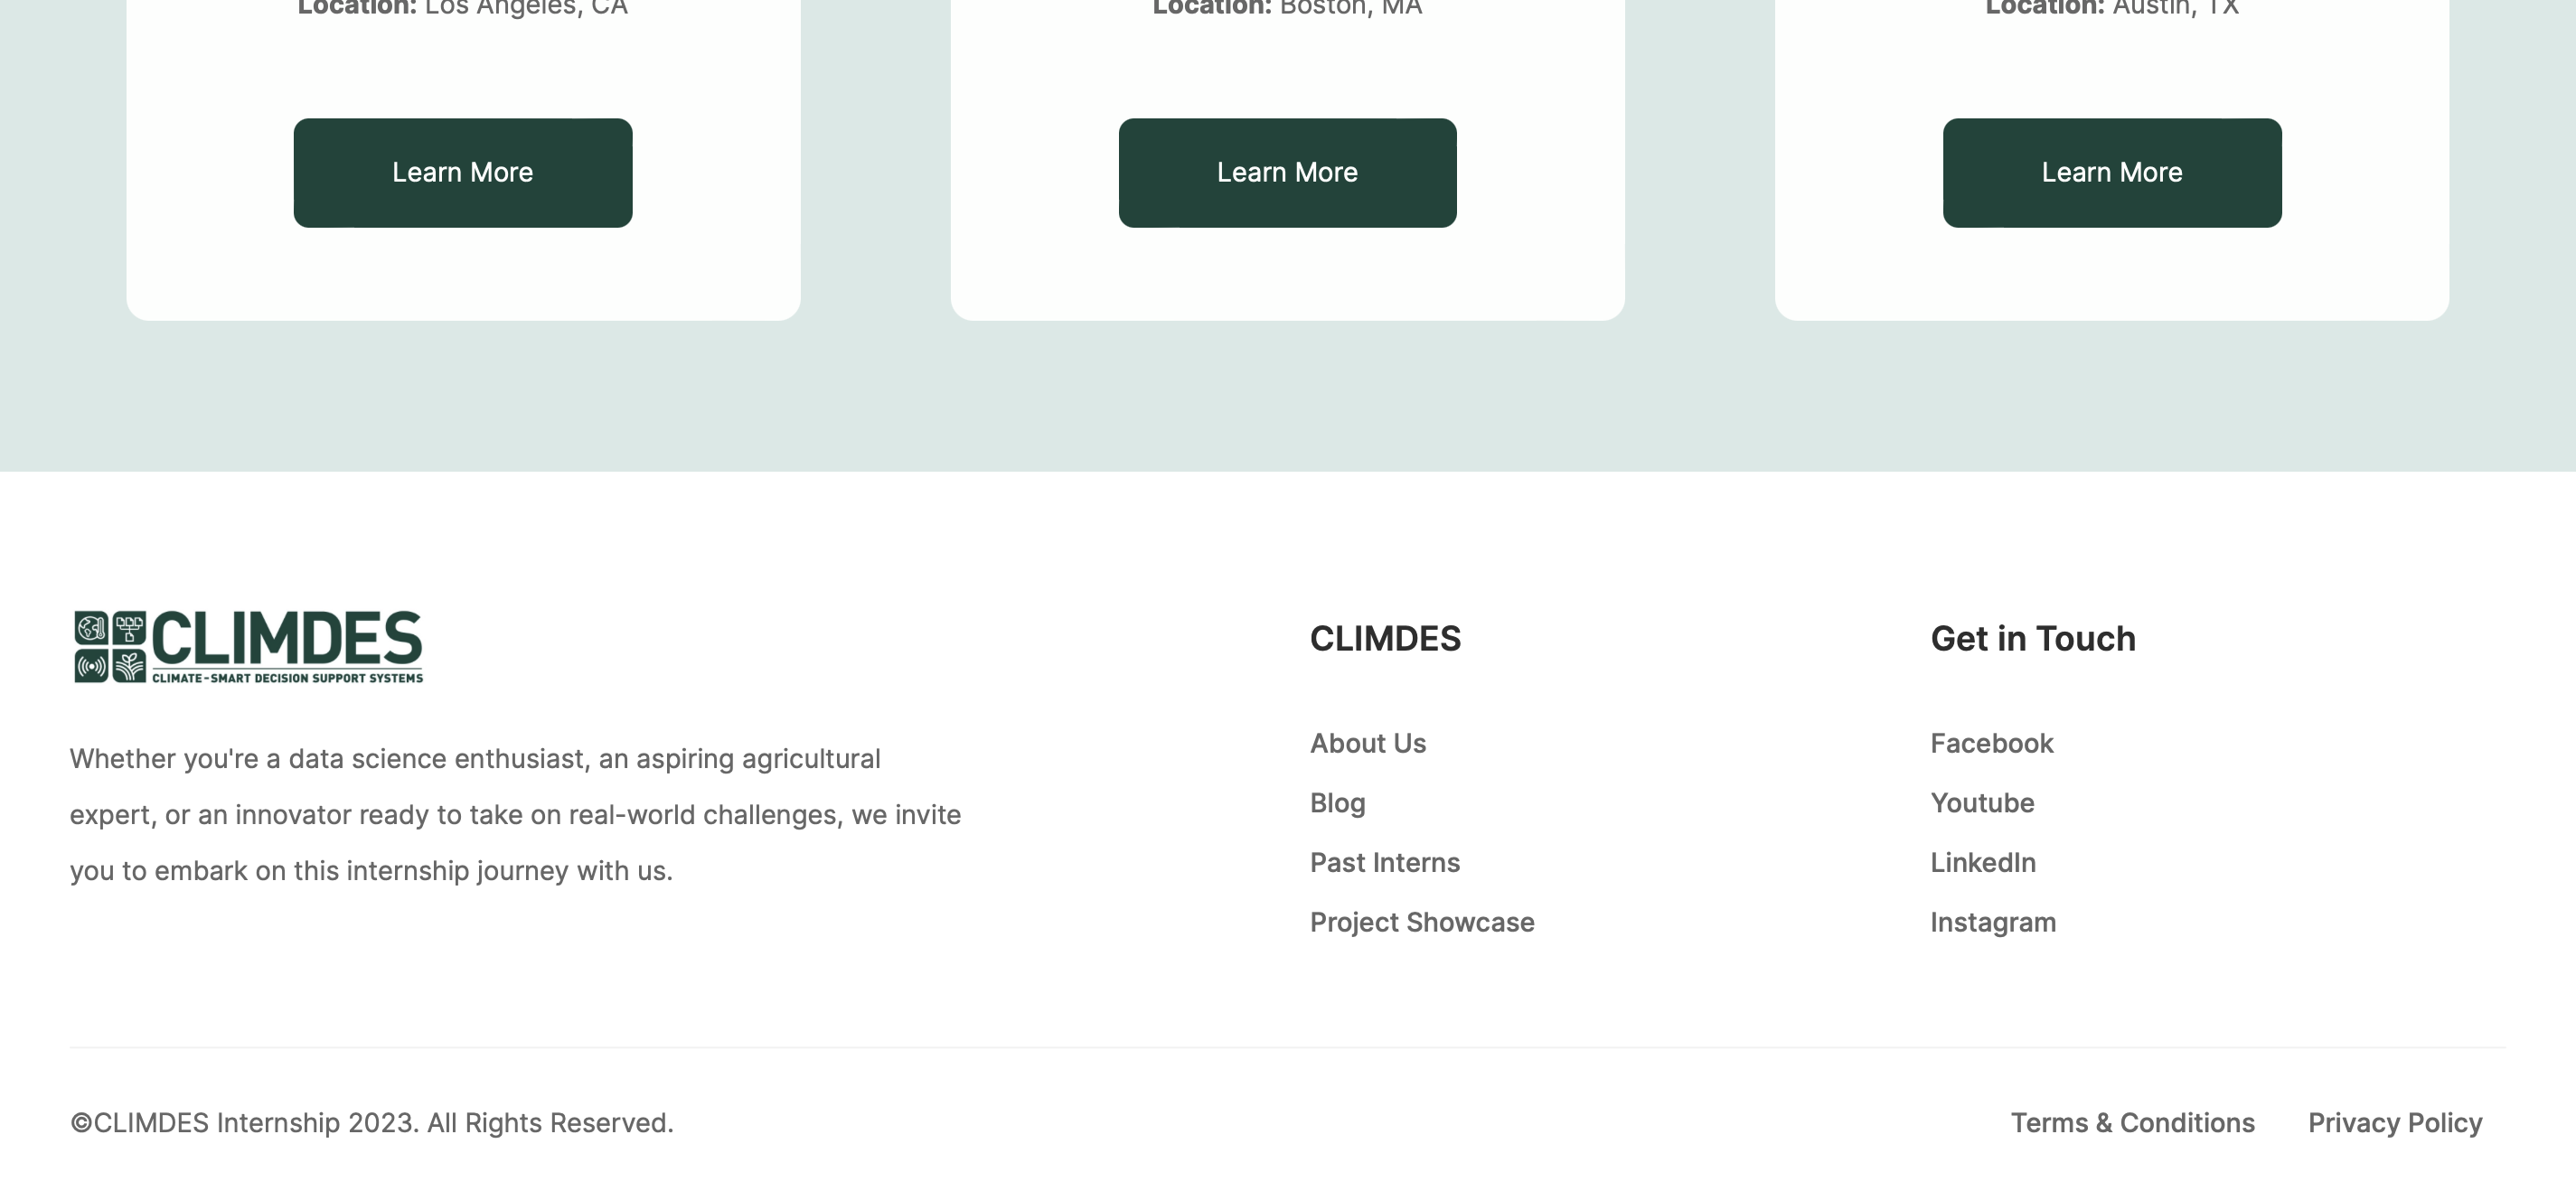 Location: Los Angeles, CA
Location: Boston, MA
Location: Austin, TX
Learn More
Learn More
Learn More
CLIMDES
CLIMATE-SMART DECISION SUPPORT SYSTEMS
Whether you're a data science enthusiast, an aspiring agricultural
expert, or an innovator ready to take on real-world challenges, we invite
you to embark on this internship journey with us.
CLIMDES
About Us
Blog
Past Interns
Project Showcase
Get in Touch
Facebook
Youtube
LinkedIn
Instagram
©CLIMDES Internship 2023. All Rights Reserved.
Terms & Conditions
Privacy Policy